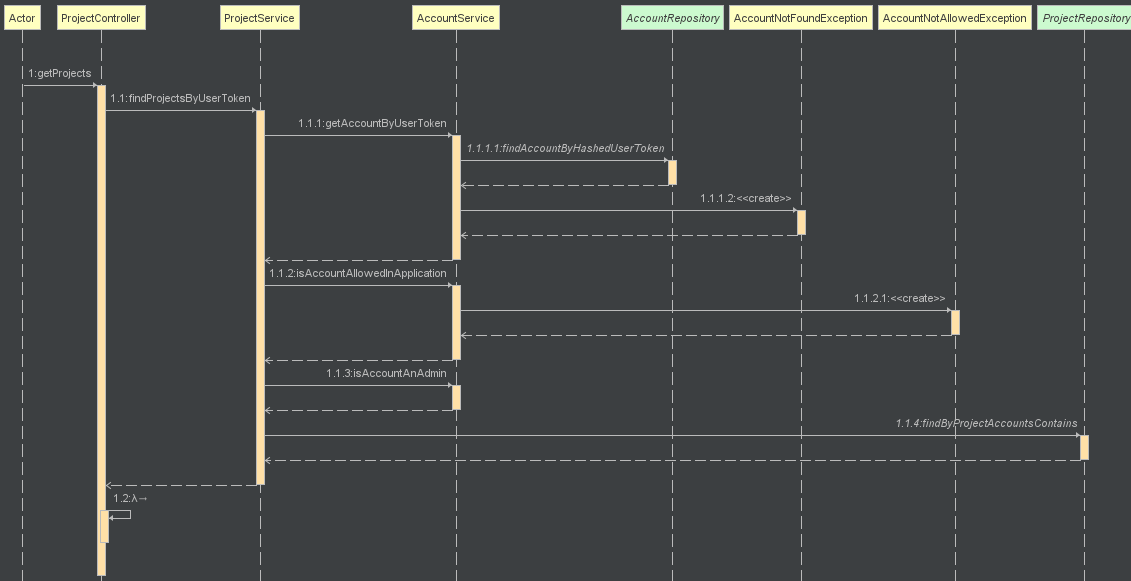 Actor
ProjectController
ProjectService
AccountService
AccountRepository
AccountNotFoundException
AccountNotAllowedException
ProjectRepository
1:getProjects
1.1:findProjectsByUserToken
1.1.1:getAccountByUserToken
1.1.1.1:findAccountByHashedUserToken
1.1.1.2:<<create>>
1.1.2:isAccountAllowedInApplication
1.1.2.1:<<create>>
1.1.3:isAccountAnAdmin
1.1.4:findByProjectAccountsContains
1.2:λ→